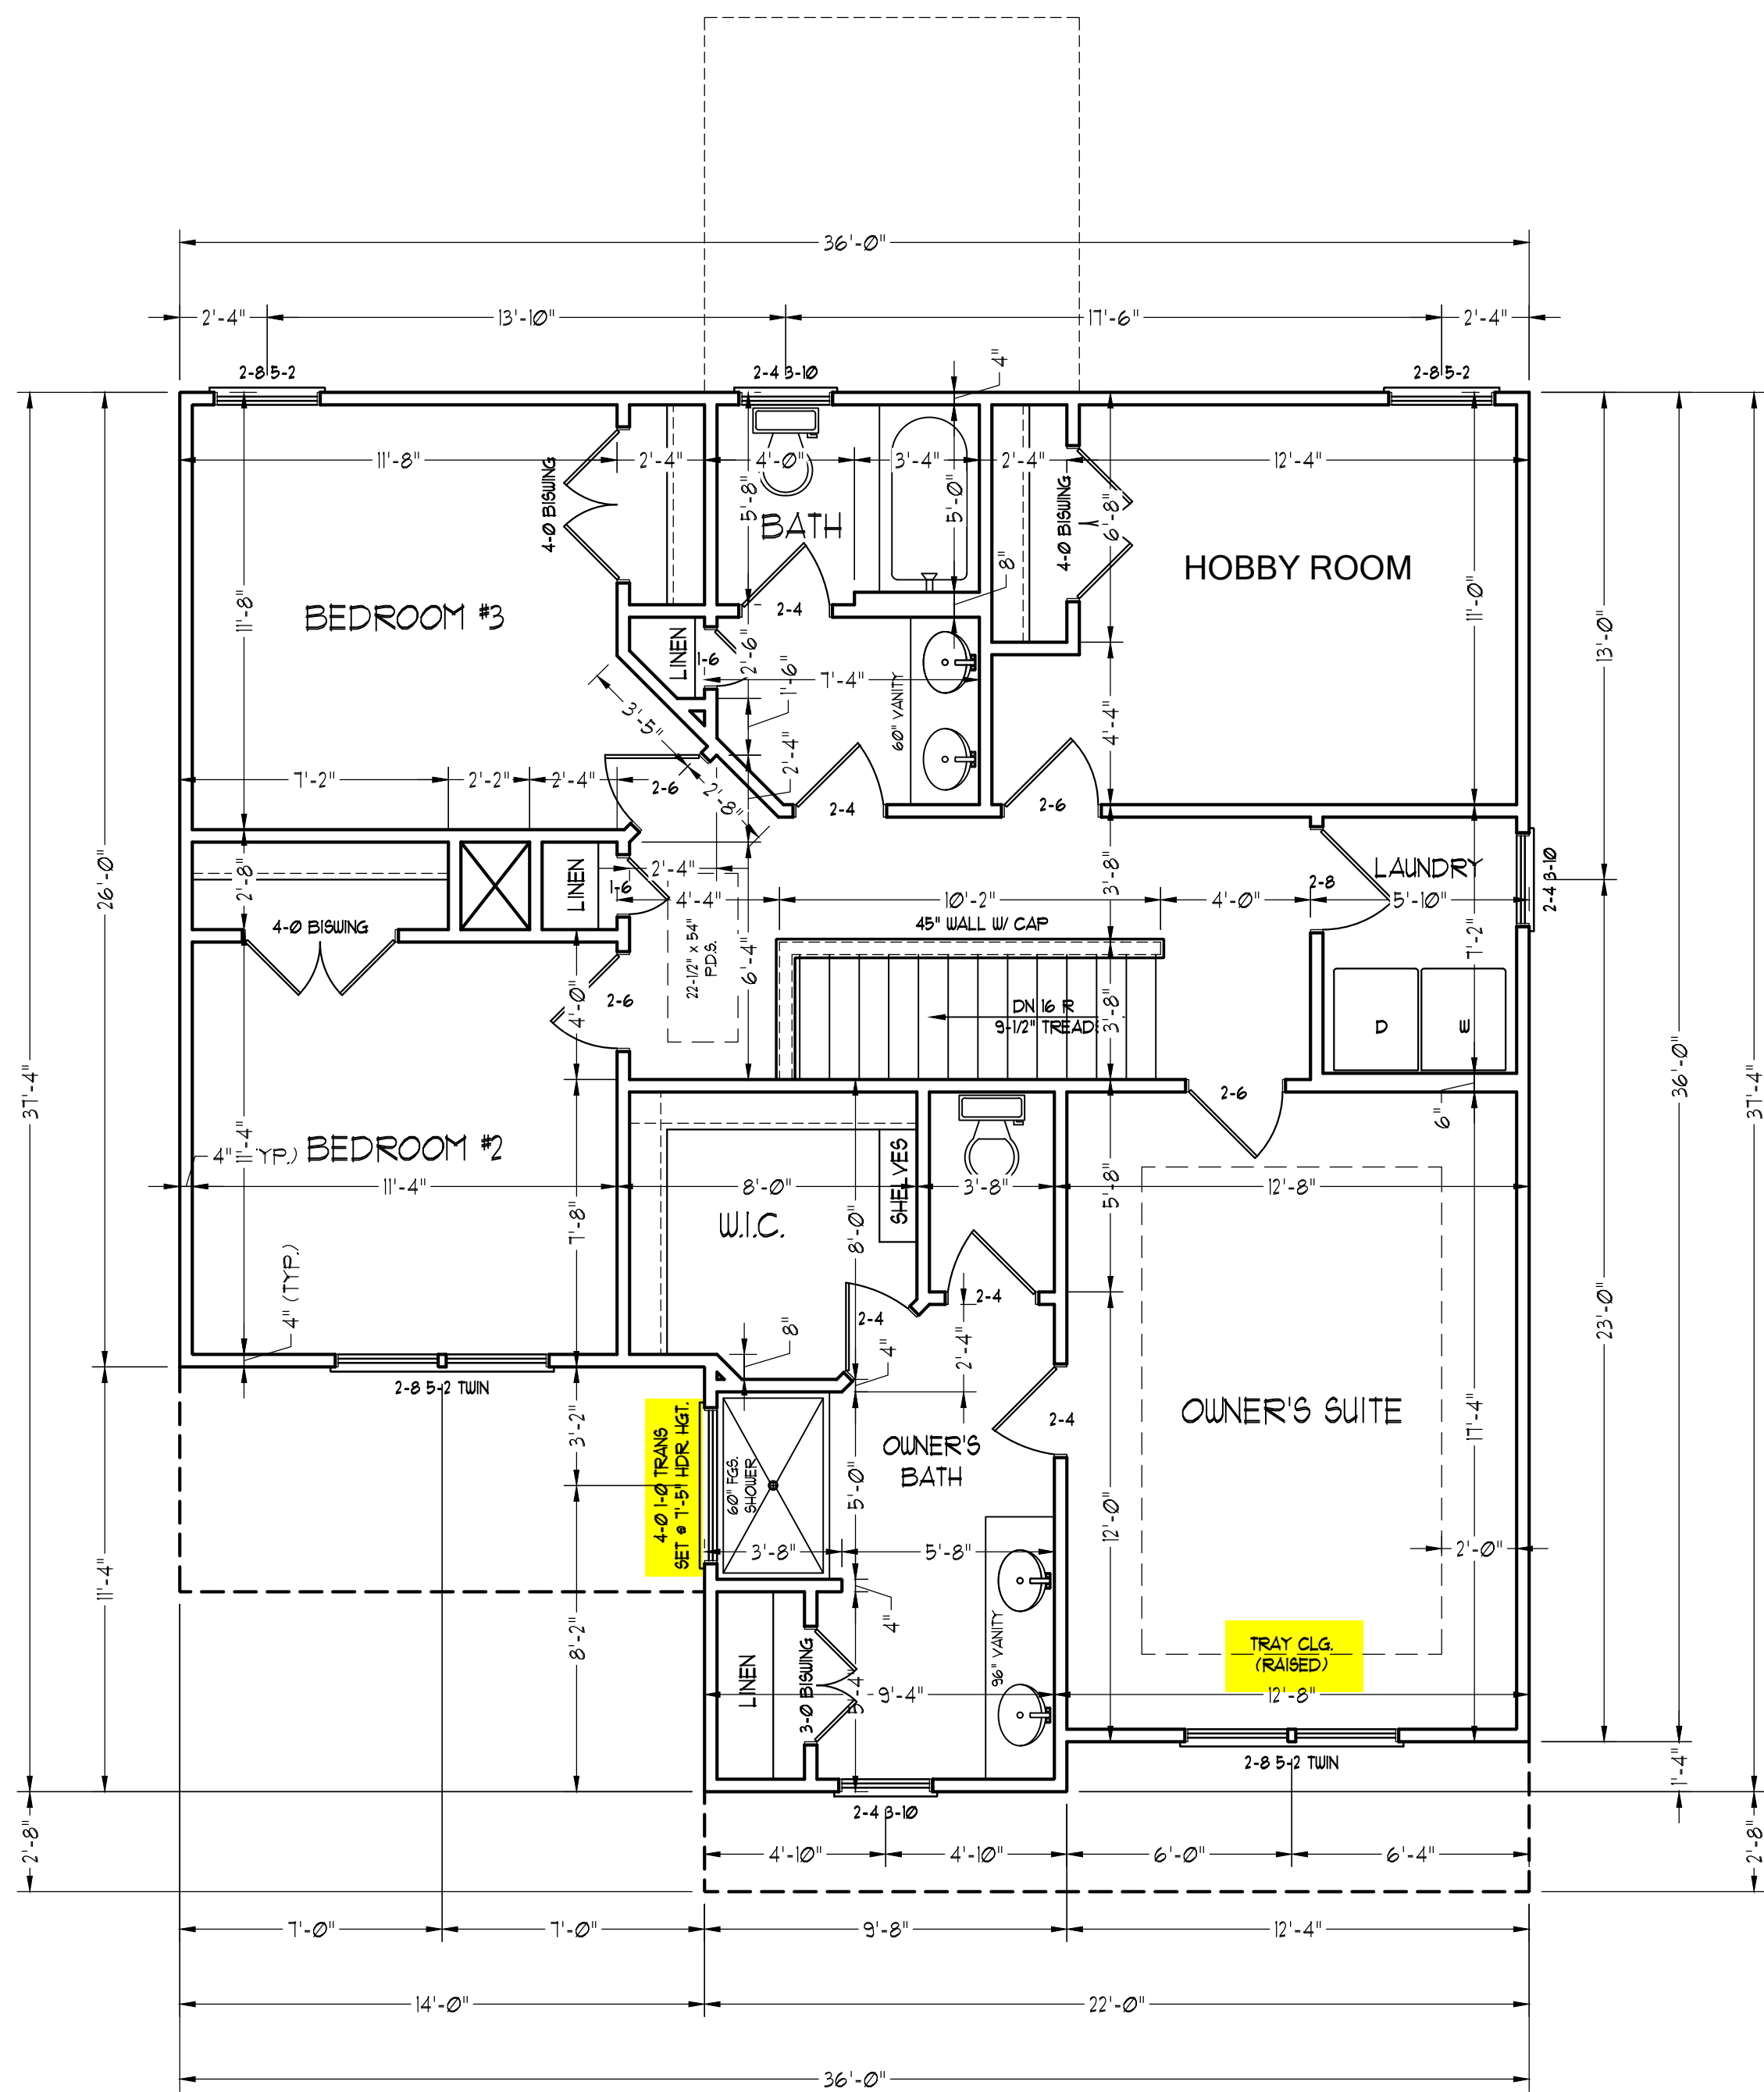 36'-0"
2'-4"
13'-10"
17'-6"
2'-4"
2-8 5-2
2-4 3-10
2-8 5-2
4"
11'-8"
2'-4"
4'-0"
3'-4"
2'-4"
12'-4"
4-0 BISWING
5'-8"
5'-0"
4-0 BISWING
6'-8"
BATH
8"
HOBBY ROOM
11'-8"
BEDROOM #3
11'-0"
2-4
13'-0"
LINEN
1-6
2'-6"
1'-6"
7'-4"
60" VANITY
3'-5"
4'-4"
2'-4"
7'-2"
2'-2"
2'-4"
2-6
2'-8"
2-4
2-6
26'-0"
2'-8"
LINEN
1-6
2'-4"
3'-8"
LAUNDRY
2-8
2-4 3-10
4'-4"
10'-2"
4'-0"
5'-10"
4-0 BISWING
45" WALL W/ CAP
7'-2"
22-1/2" x 54"
P.D.S.
6'-4"
2-6
4'-0"
DN 16 R
9-1/2" TREADS
3'-8"
D
W
37'-4"
36'-0"
37'-4"
2-6
6"
11'-4"
4" (TYP.)
BEDROOM #2
11'-4"
8'-0"
SHELVES
3'-8"
5'-8"
12'-8"
W.I.C.
7'-8"
8'-0"
4" (TYP.)
2-4
2-4
8"
4"
2'-4"
23'-0"
2-8 5-2 TWIN
3'-2"
4-0 1-0 TRANS
SET @ 7'-5" HDR HGT.
60" FGS.
SHOWER
OWNER'S
BATH
2-4
OWNER'S SUITE
17'-4"
5'-0"
12'-0"
3'-8"
5'-8"
2'-0"
11'-4"
8'-2"
4"
LINEN
3-0 BISWING
5'-4"
96" VANITY
TRAY CLG.
(RAISED)
9'-4"
12'-8"
2-8 5-2 TWIN
1'-4"
2-4 3-10
2'-8"
4'-10"
4'-10"
6'-0"
6'-4"
2'-8"
7'-0"
7'-0"
9'-8"
12'-4"
14'-0"
22'-0"
36'-0"